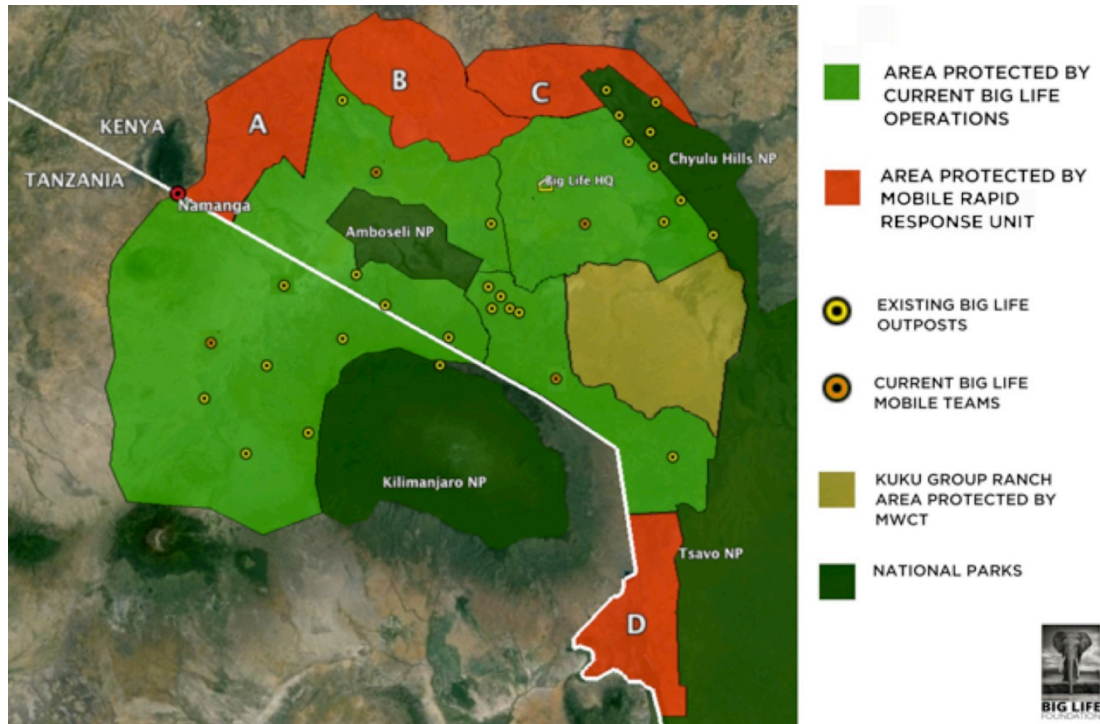 A
B
C
KENYA
TANZANIA
Namanga
Chyulu Hills NP
Big Life HQ
Amboseli NP
Kilimanjaro NP
Tsavo NP
D
AREA PROTECTED BY
CURRENT BIG LIFE
OPERATIONS
AREA PROTECTED BY
MOBILE RAPID
RESPONSE UNIT
EXISTING BIG LIFE
OUTPOSTS
CURRENT BIG LIFE
MOBILE TEAMS
KUKU GROUP RANCH
AREA PROTECTED BY
MWCT
NATIONAL PARKS
BIG LIFE
FOUNDATION